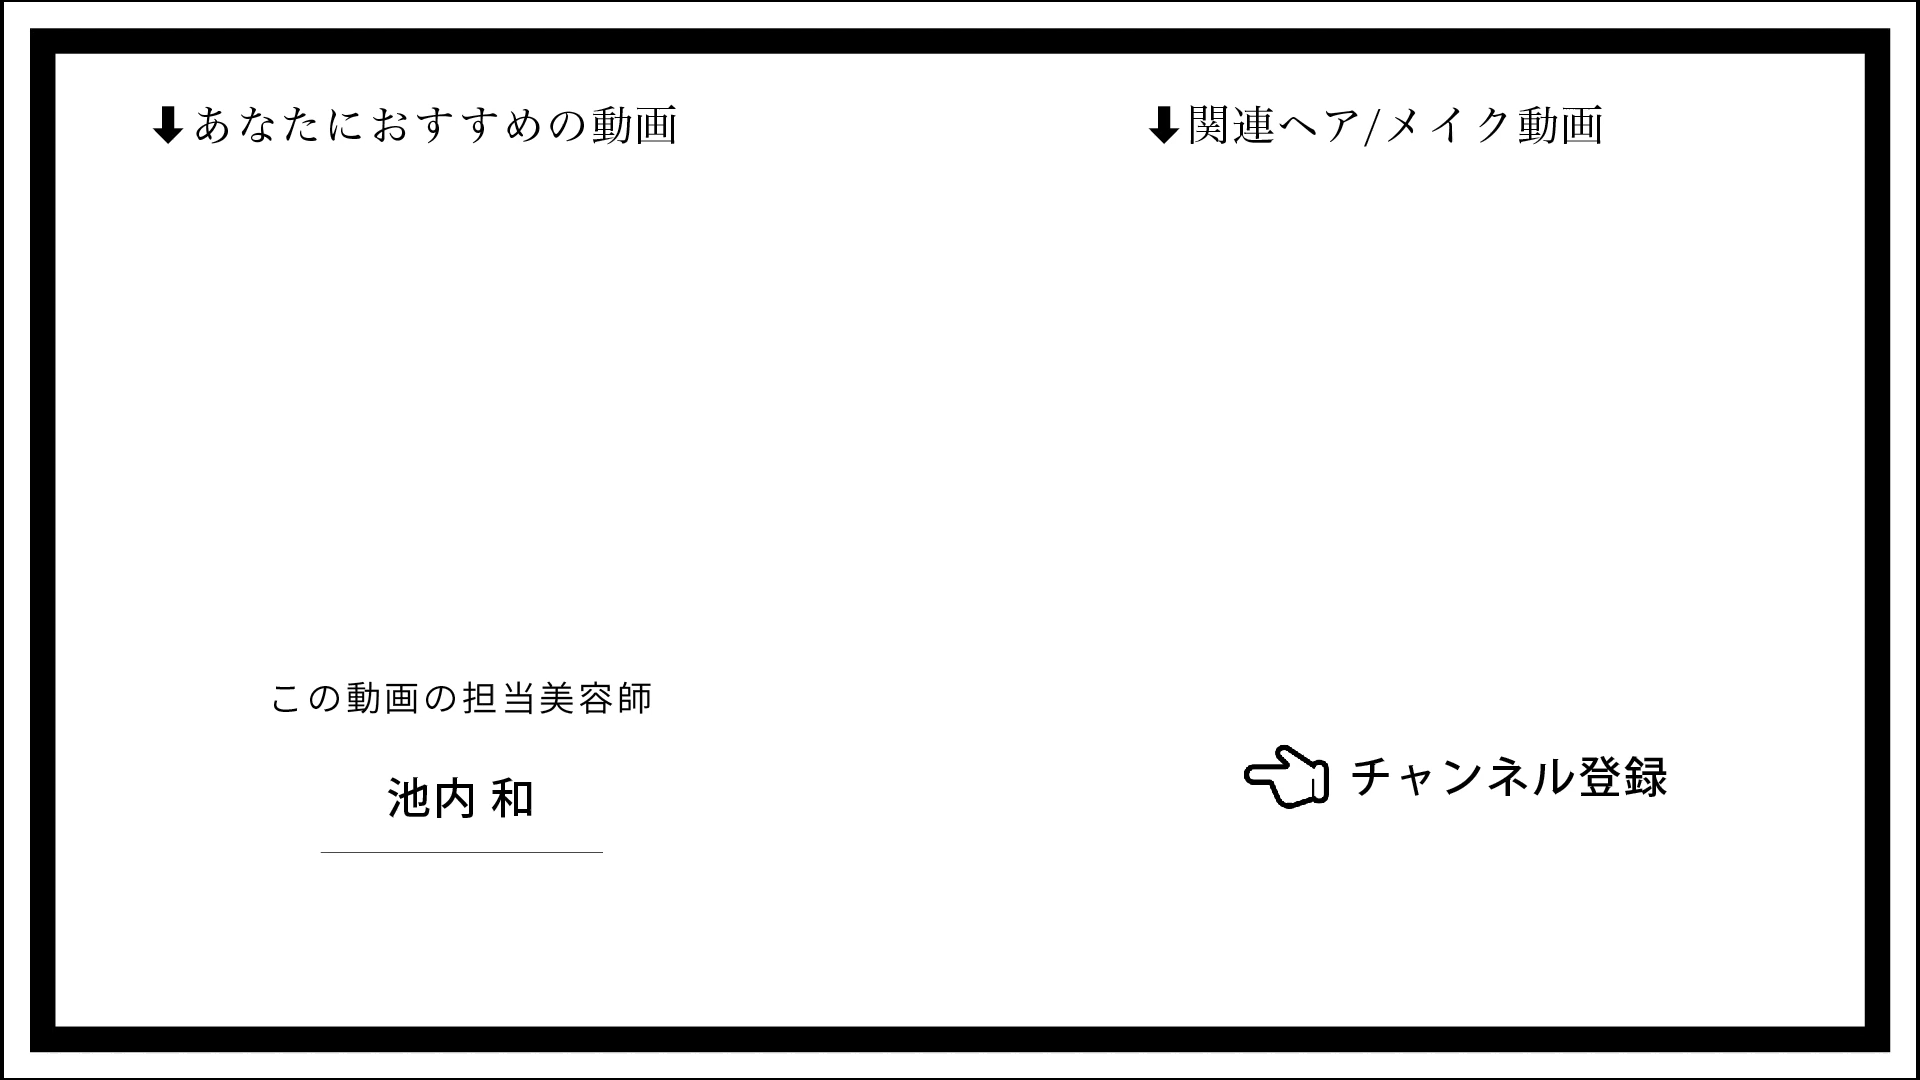 ⬇あなたにおすすめの動画
⬇関連ヘア/メイク動画
この動画の担当美容師
池内 和
チャンネル登録